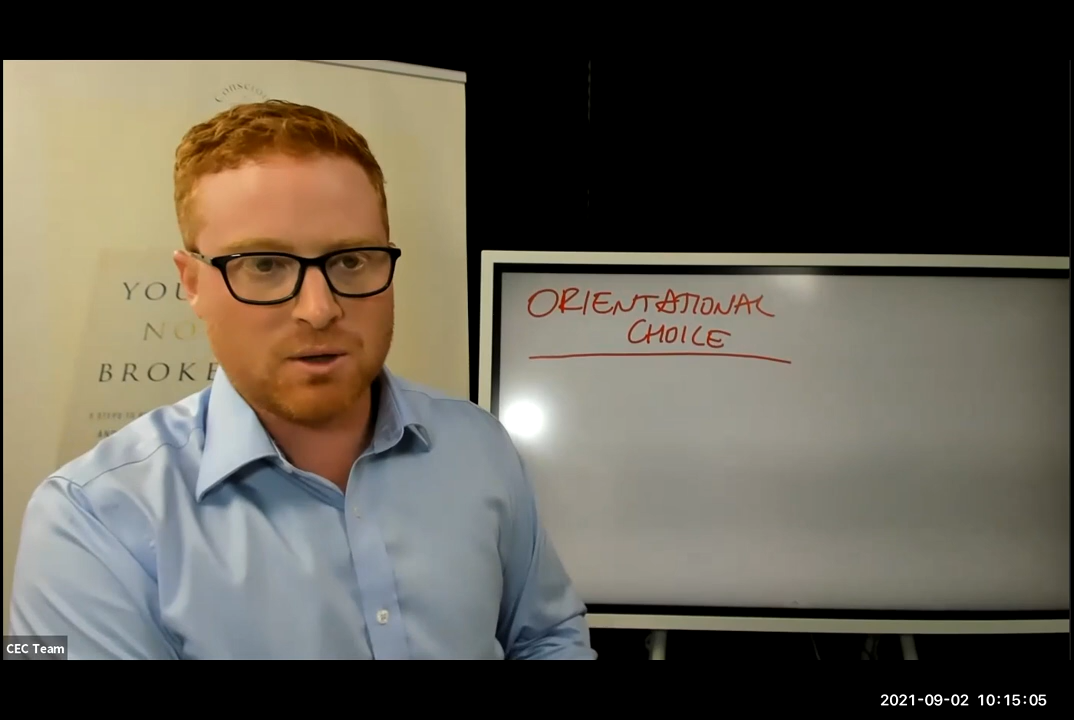 YOU
NO
BROKE
ORIENTATIONAL
CHOICE
CEC Team
2021-09-02 10:15:05